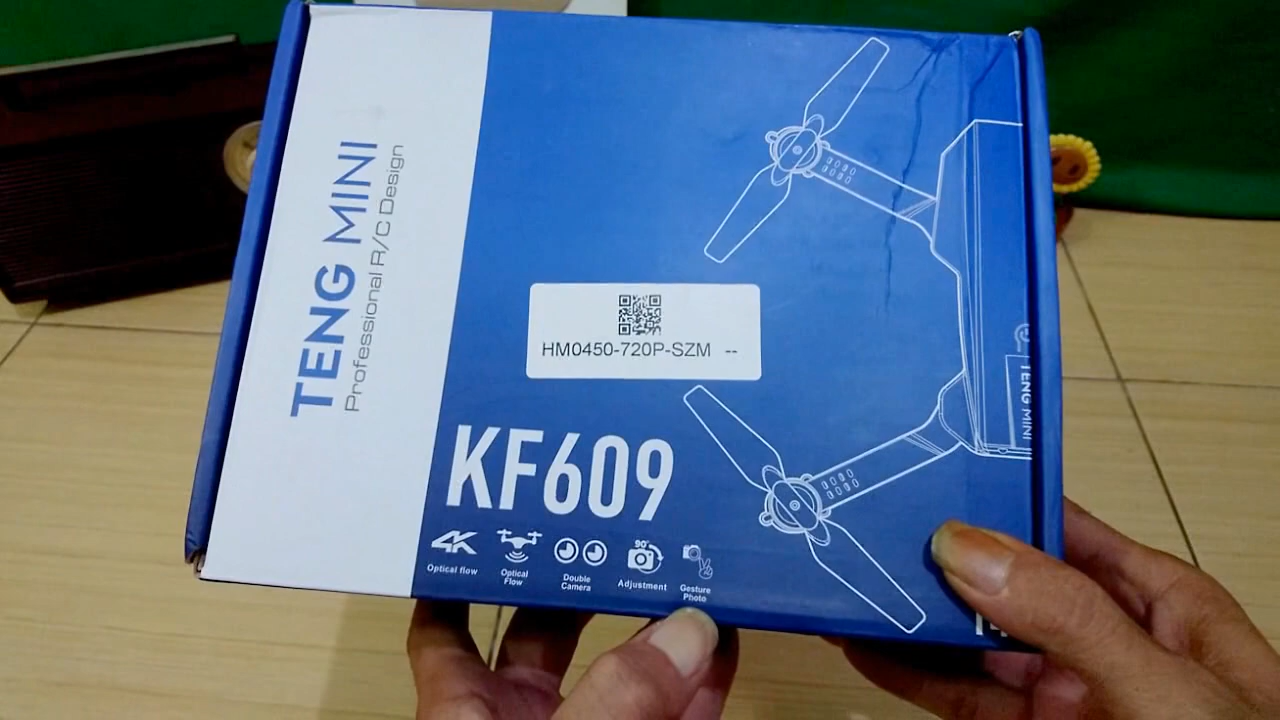 TENG MINI
Professional R/C Design
HM0450-720P-SZM --
KF609
4K
Optical flow
Optical
Flow
Double
Camera
90°
Adjustment
Gesture
Photo
TENG MINI